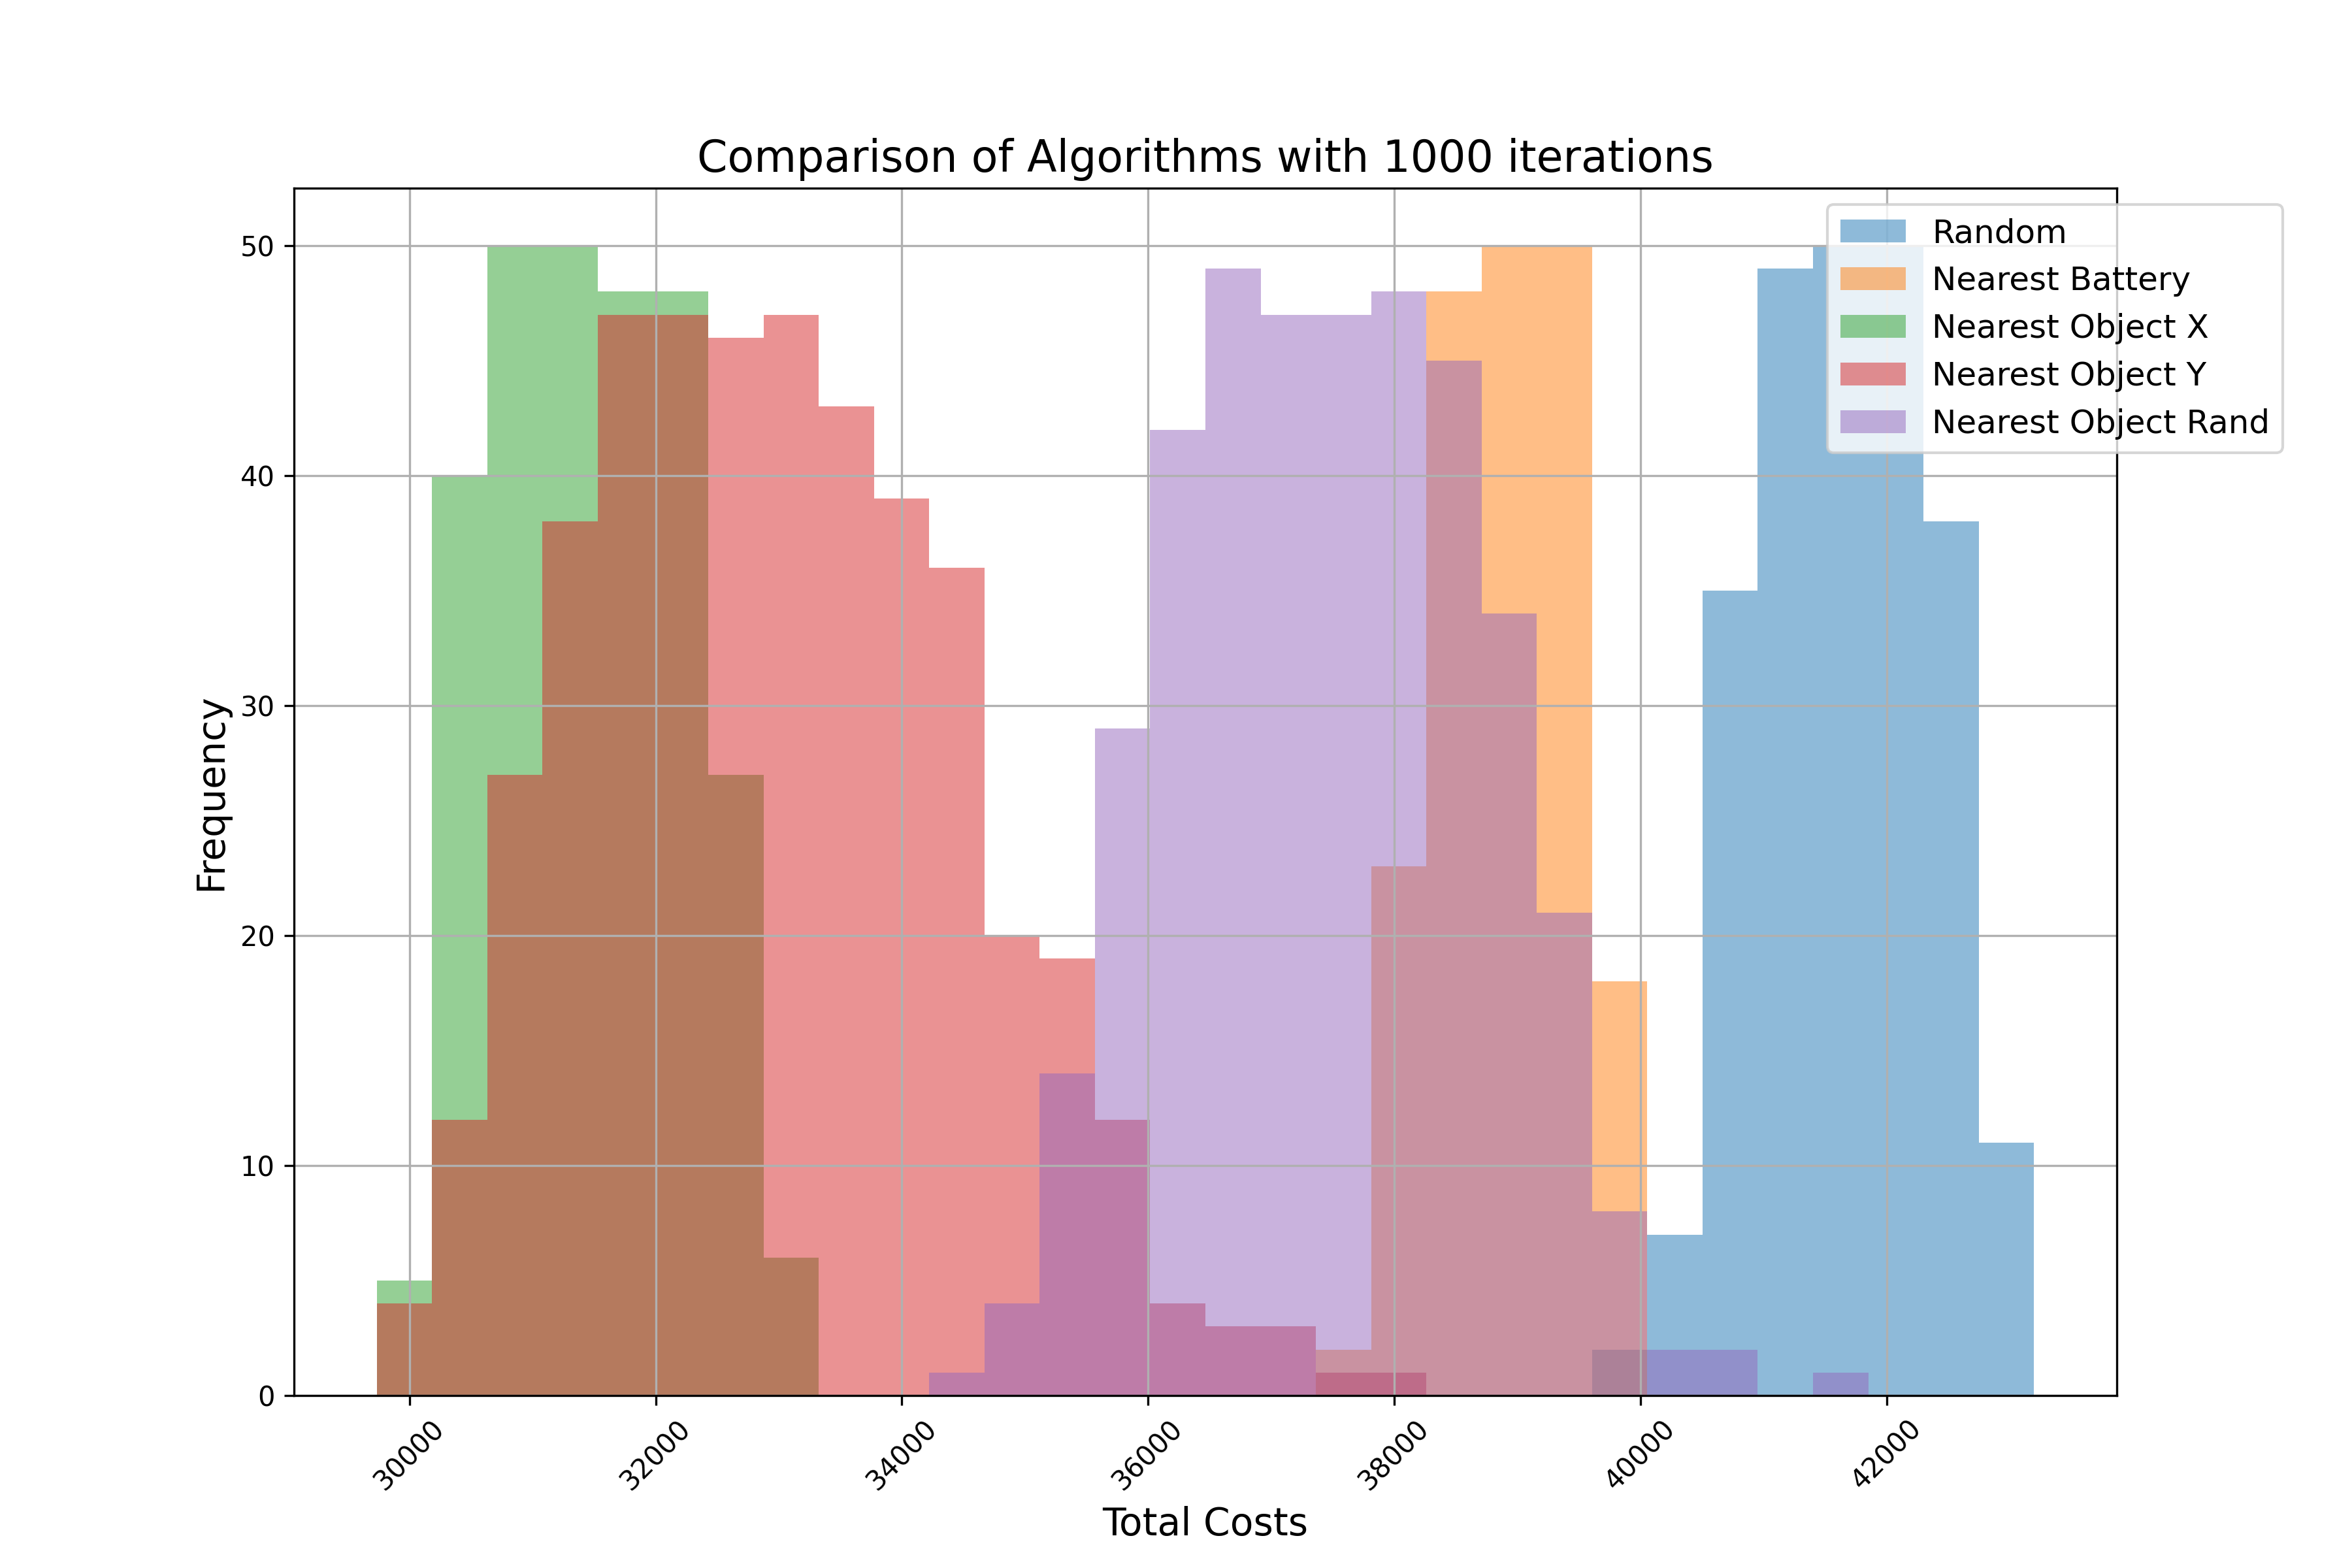 Comparison of Algorithms with 1000 iterations
Random
Nearest Battery
Nearest Object X
Nearest Object Y
Nearest Object Rand
50
40
30
20
10
0
Frequency
30000
32000
34000
36000
38000
40000
42000
Total Costs